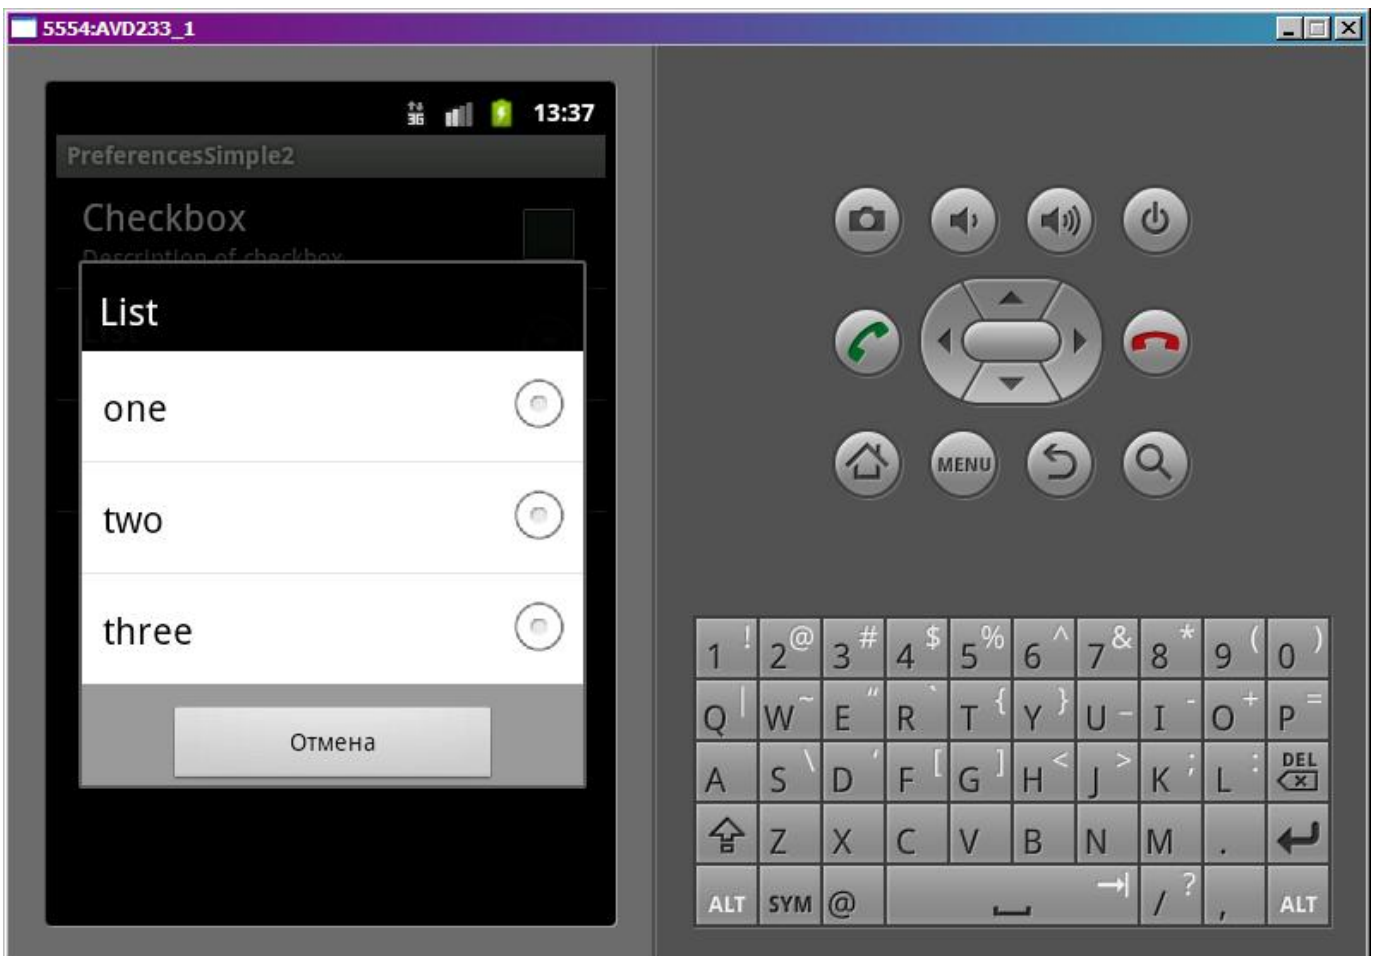 5554:AVD233_1
3G 13:37
PreferencesSimple2
Checkbox
Description of checkbox
List
one
two
three
Отмена
MENU
1 ! 2 @ 3 # 4 $ 5 % 6 ^ 7 & 8 * 9 ( 0 )
Q | W ~ E “ R ` T { Y } U _ I - O + P =
A S \ D ‘ F [ G ] H < J > K ; L : DEL
Z X C V B N M .
ALT SYM @ / ? , ALT